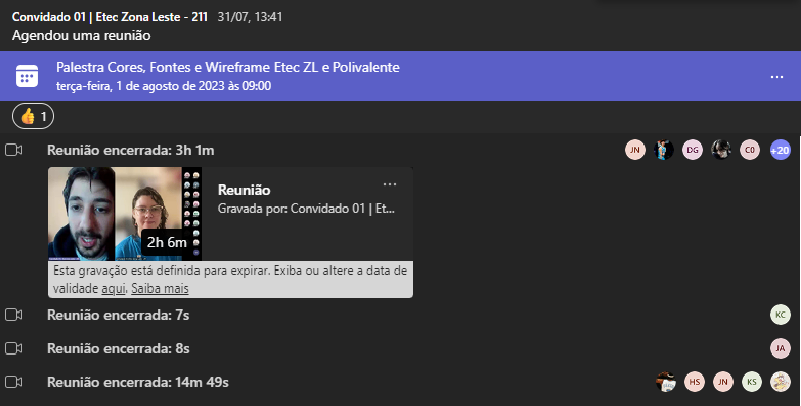 Convidado 01 | Etec Zona Leste - 211 31/07, 13:41
Agendou uma reunião
Palestra Cores, Fontes e Wireframe Etec ZL e Polivalente
terça-feira, 1 de agosto de 2023 às 09:00
1
Reunião encerrada: 3h 1m
JN DG C0 +20
Reunião
Gravada por: Convidado 01 | Et...
2h 6m
Esta gravação está definida para expirar. Exiba ou altere a data de
validade aqui. Saiba mais
Reunião encerrada: 7s
KC
Reunião encerrada: 8s
JA
Reunião encerrada: 14m 49s
HS JN KS